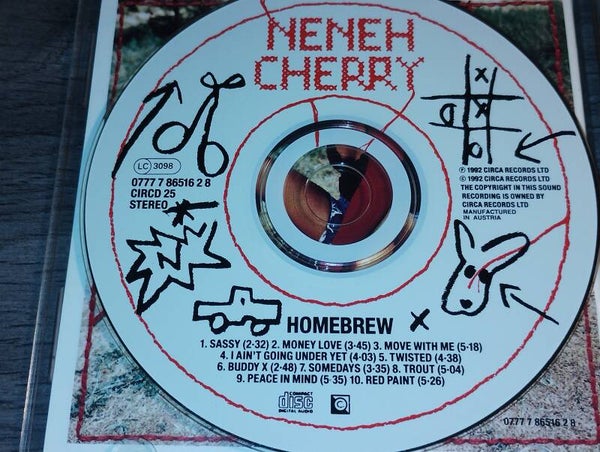 NENEH
CHERRY
LC 3098
0777 7 86516 2 8
CIRCD 25
STEREO
℗ 1992 CIRCA RECORDS LTD
© 1992 CIRCA RECORDS LTD
THE COPYRIGHT IN THIS SOUND
RECORDING IS OWNED BY
CIRCA RECORDS LTD
MANUFACTURED
IN AUSTRIA
HOMEBREW
1. SASSY (2·32) 2. MONEY LOVE (3·45) 3. MOVE WITH ME (5·18)
4. I AIN'T GOING UNDER YET (4·03) 5. TWISTED (4·38)
6. BUDDY X (2·48) 7. SOMEDAYS (3·35) 8. TROUT (5·04)
9. PEACE IN MIND (5·35) 10. RED PAINT (5·26)
COMPACT
disc
DIGITAL AUDIO
C
0777 7 86516 2 8